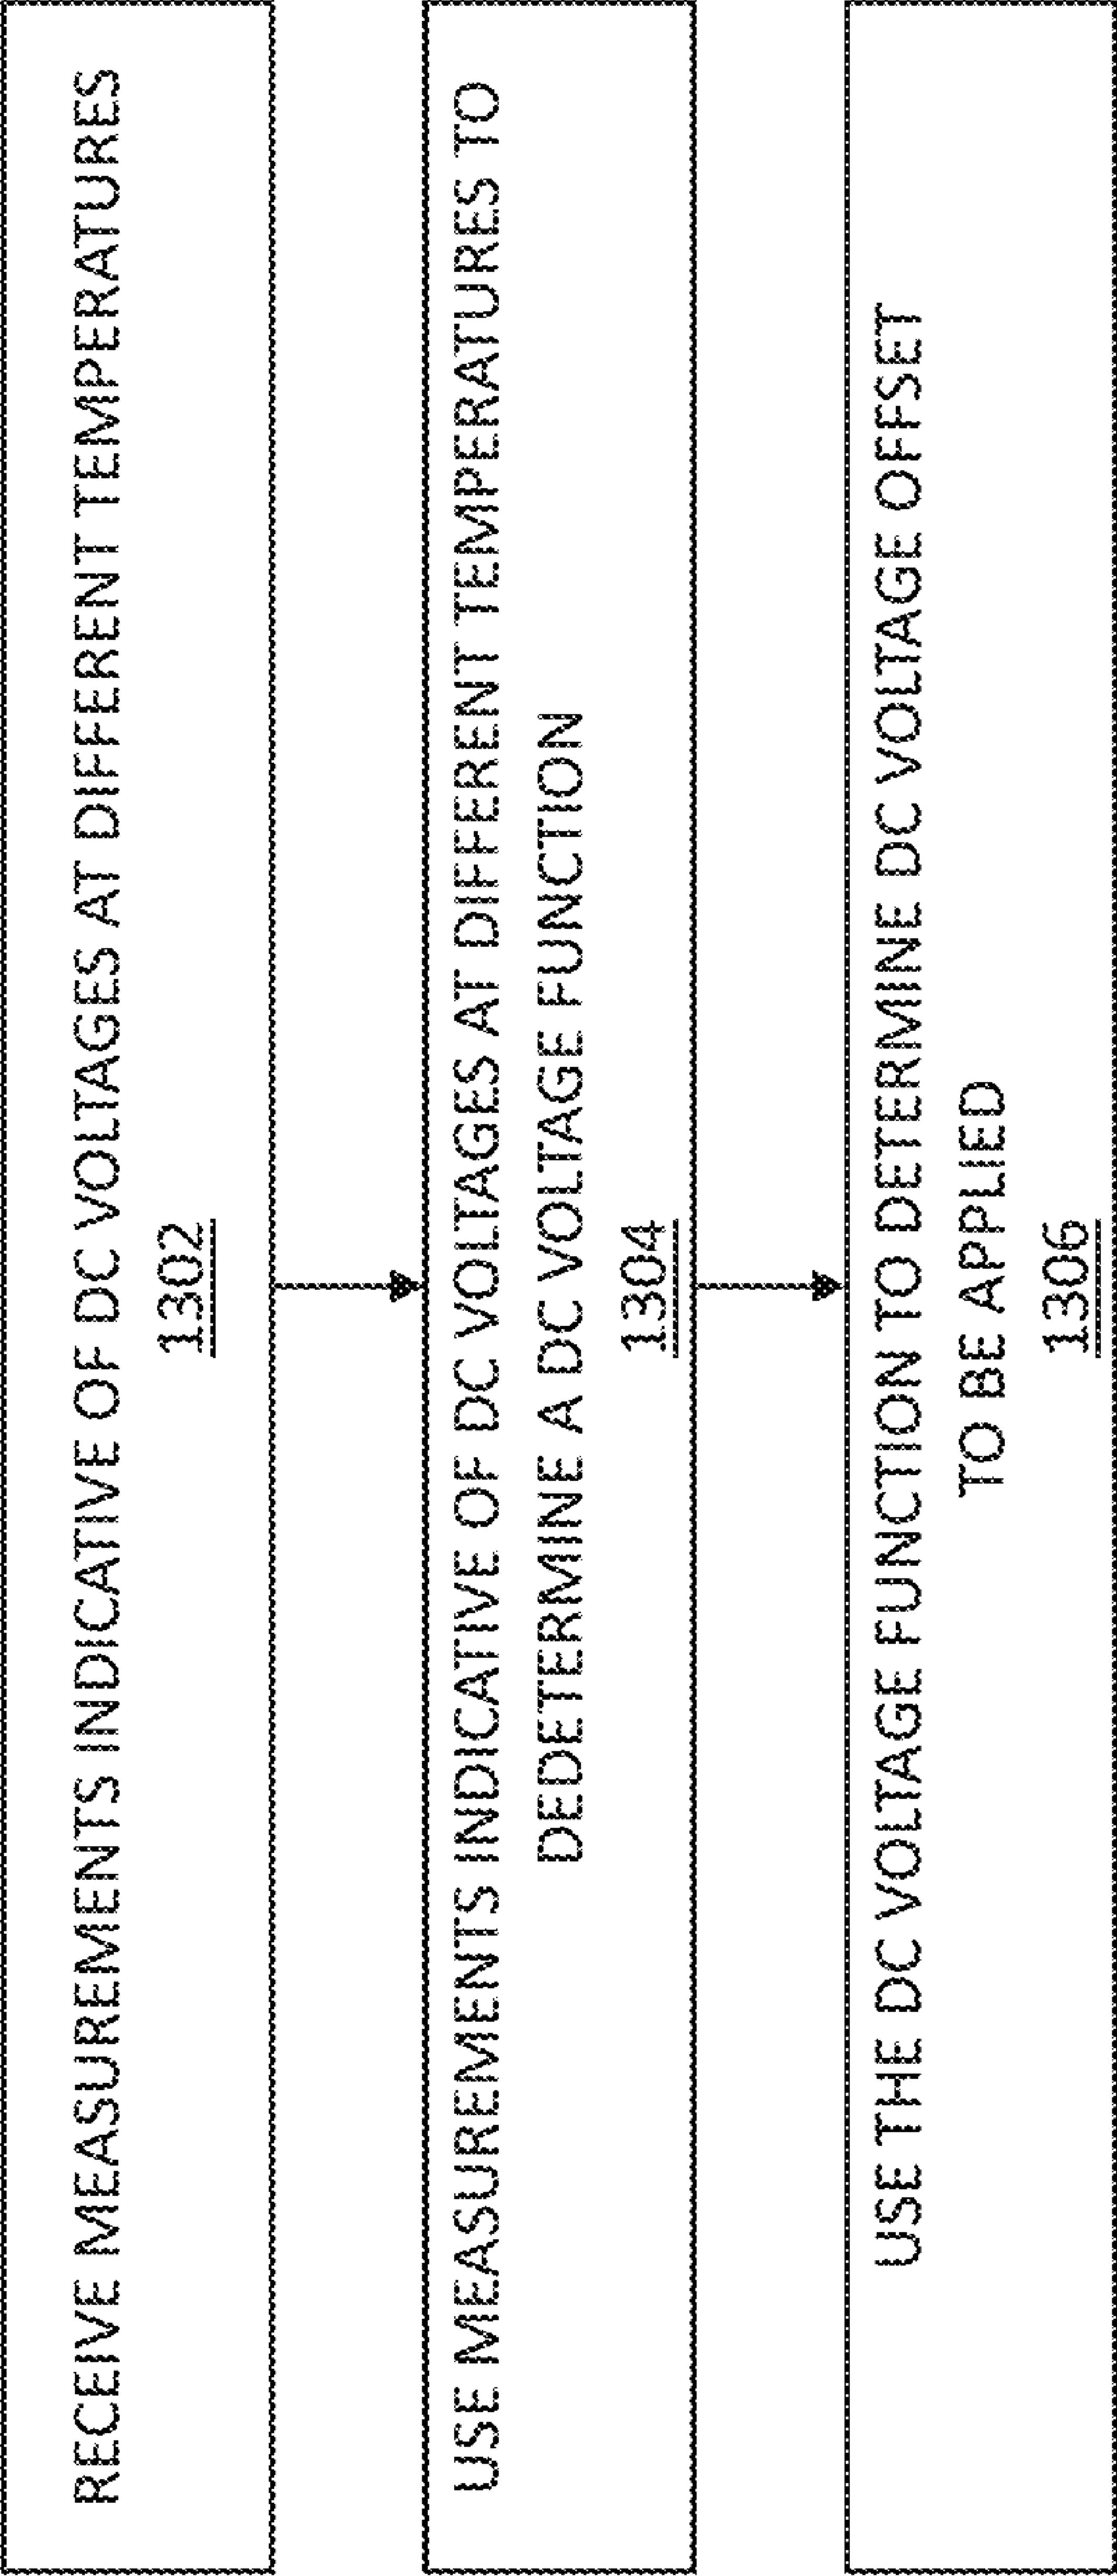 RECEIVE MEASUREMENTS INDICATIVE OF DC VOLTAGES AT DIFFERENT TEMPERATURES
1302
USE MEASUREMENTS INDICATIVE OF DC VOLTAGES AT DIFFERENT TEMPERATURES TO
DEDETERMINE A DC VOLTAGE FUNCTION
1304
USE THE DC VOLTAGE FUNCTION TO DETERMINE DC VOLTAGE OFFSET
TO BE APPLIED
1306